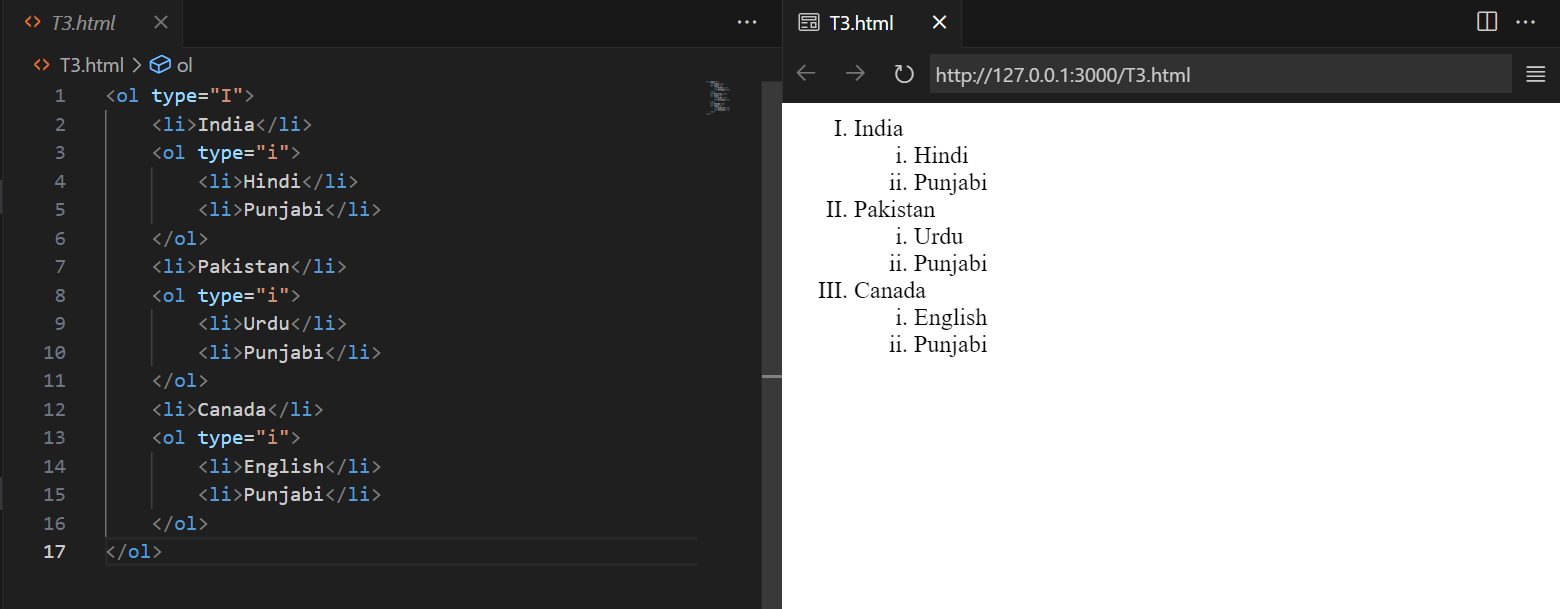 T3.html
T3.html > ol
1 <ol type="I">
2     <li>India</li>
3     <ol type="i">
4         <li>Hindi</li>
5         <li>Punjabi</li>
6     </ol>
7     <li>Pakistan</li>
8     <ol type="i">
9         <li>Urdu</li>
10         <li>Punjabi</li>
11     </ol>
12     <li>Canada</li>
13     <ol type="i">
14         <li>English</li>
15         <li>Punjabi</li>
16     </ol>
17 </ol>
T3.html
http://127.0.0.1:3000/T3.html
I. India
i. Hindi
ii. Punjabi
II. Pakistan
i. Urdu
ii. Punjabi
III. Canada
i. English
ii. Punjabi